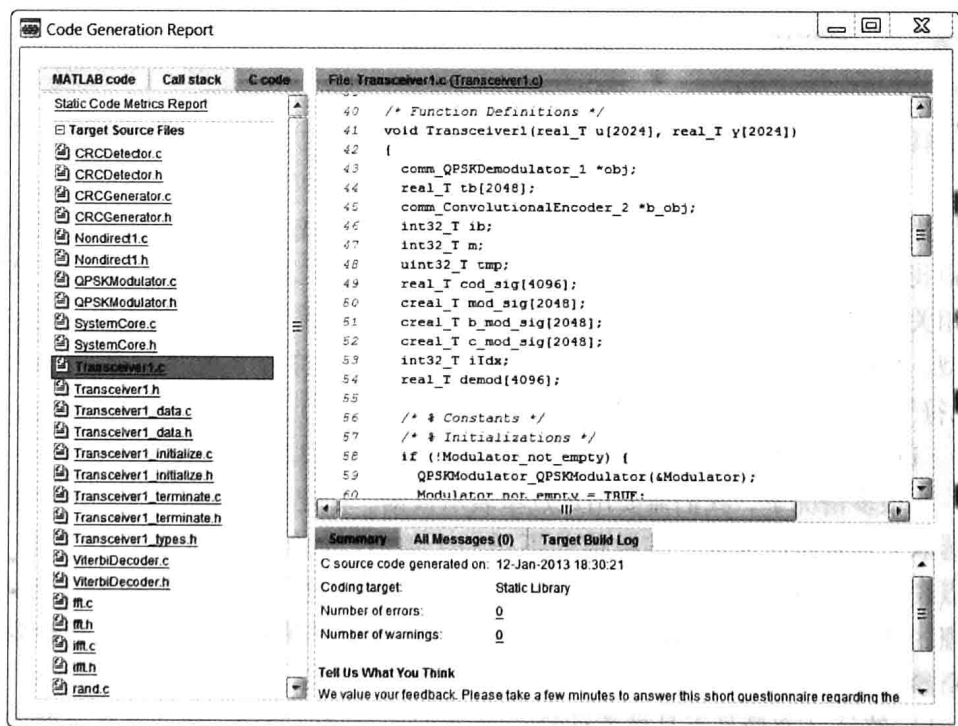 Code Generation Report
MATLAB code Call stack C code
Static Code Metrics Report
Target Source Files
CRCDetector.c
CRCDetector.h
CRCGenerator.c
CRCGenerator.h
Nondirect1.c
Nondirect1.h
QPSKModulator.c
QPSKModulator.h
SystemCore.c
SystemCore.h
Transceiver1.c
Transceiver1.h
Transceiver1_data.c
Transceiver1_data.h
Transceiver1_initialize.c
Transceiver1_initialize.h
Transceiver1_terminate.c
Transceiver1_terminate.h
Transceiver1_types.h
ViterbiDecoder.c
ViterbiDecoder.h
fft.c
fft.h
ifft.c
ifft.h
rand.c
File: Transceiver1.c (Transceiver1.c)
40 /* Function Definitions */
41 void Transceiver1(real_T u[2024], real_T y[2024])
42 {
43 comm_QPSKDemodulator_1 *obj;
44 real_T tb[2048];
45 comm_ConvolutionalEncoder_2 *b_obj;
46 int32_T ib;
47 int32_T m;
48 uint32_T tmp;
49 real_T cod_sig[4096];
50 creal_T mod_sig[2048];
51 creal_T b_mod_sig[2048];
52 creal_T c_mod_sig[2048];
53 int32_T iIdx;
54 real_T demod[4096];
55
56 /* % Constants */
57 /* % Initializations */
58 if (!Modulator_not_empty) {
59 QPSKModulator_QPSKModulator(&Modulator);
60 Modulator_not_empty = TRUE;
Summary All Messages (0) Target Build Log
C source code generated on: 12-Jan-2013 18:30:21
Coding target: Static Library
Number of errors: 0
Number of warnings: 0
Tell Us What You Think
We value your feedback. Please take a few minutes to answer this short questionnaire regarding the